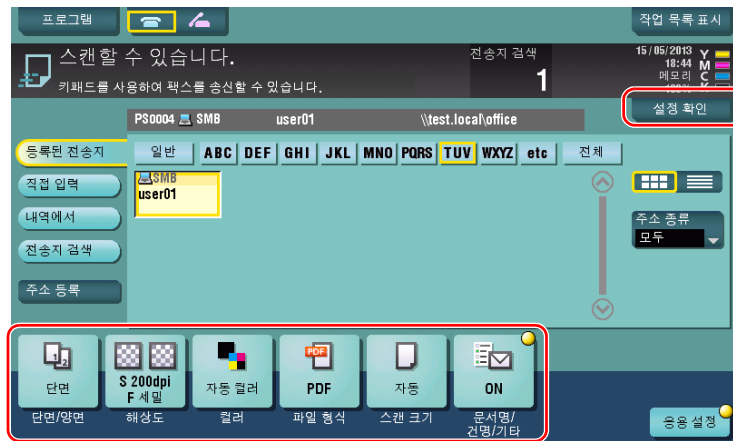 프로그램
작업 목록 표시
스캔할 수 있습니다.
키패드를 사용하여 팩스를 송신할 수 있습니다.
전송지 검색
1
15/05/2013
18:44
메모리
Y
M
C
K
설정 확인
PS0004 SMB user01 \\test.local\office
등록된 전송지
직접 입력
내역에서
전송지 검색
주소 등록
일반 ABC DEF GHI JKL MNO PQRS TUV WXYZ etc 전체
SMB
user01
주소 종류
모두
1 2
단면
단면/양면
S 200dpi
F 세밀
해상도
자동 컬러
컬러
PDF
PDF
파일 형식
자동
스캔 크기
ON
문서명/
건명/기타
응용 설정